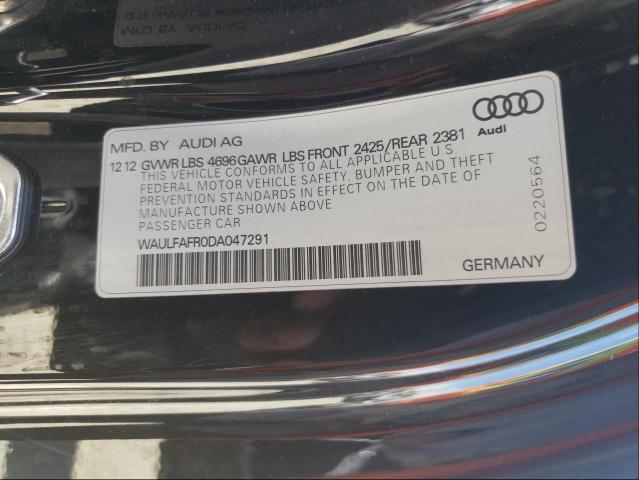 MFD. BY AUDI AG
Audi
12 12 GVWR LBS 4696 GAWR LBS FRONT 2425/REAR 2381
THIS VEHICLE CONFORMS TO ALL APPLICABLE U.S.
FEDERAL MOTOR VEHICLE SAFETY, BUMPER AND THEFT
PREVENTION STANDARDS IN EFFECT ON THE DATE OF
MANUFACTURE SHOWN ABOVE
PASSENGER CAR
WAULFAFR0DA047291
GERMANY
0220564